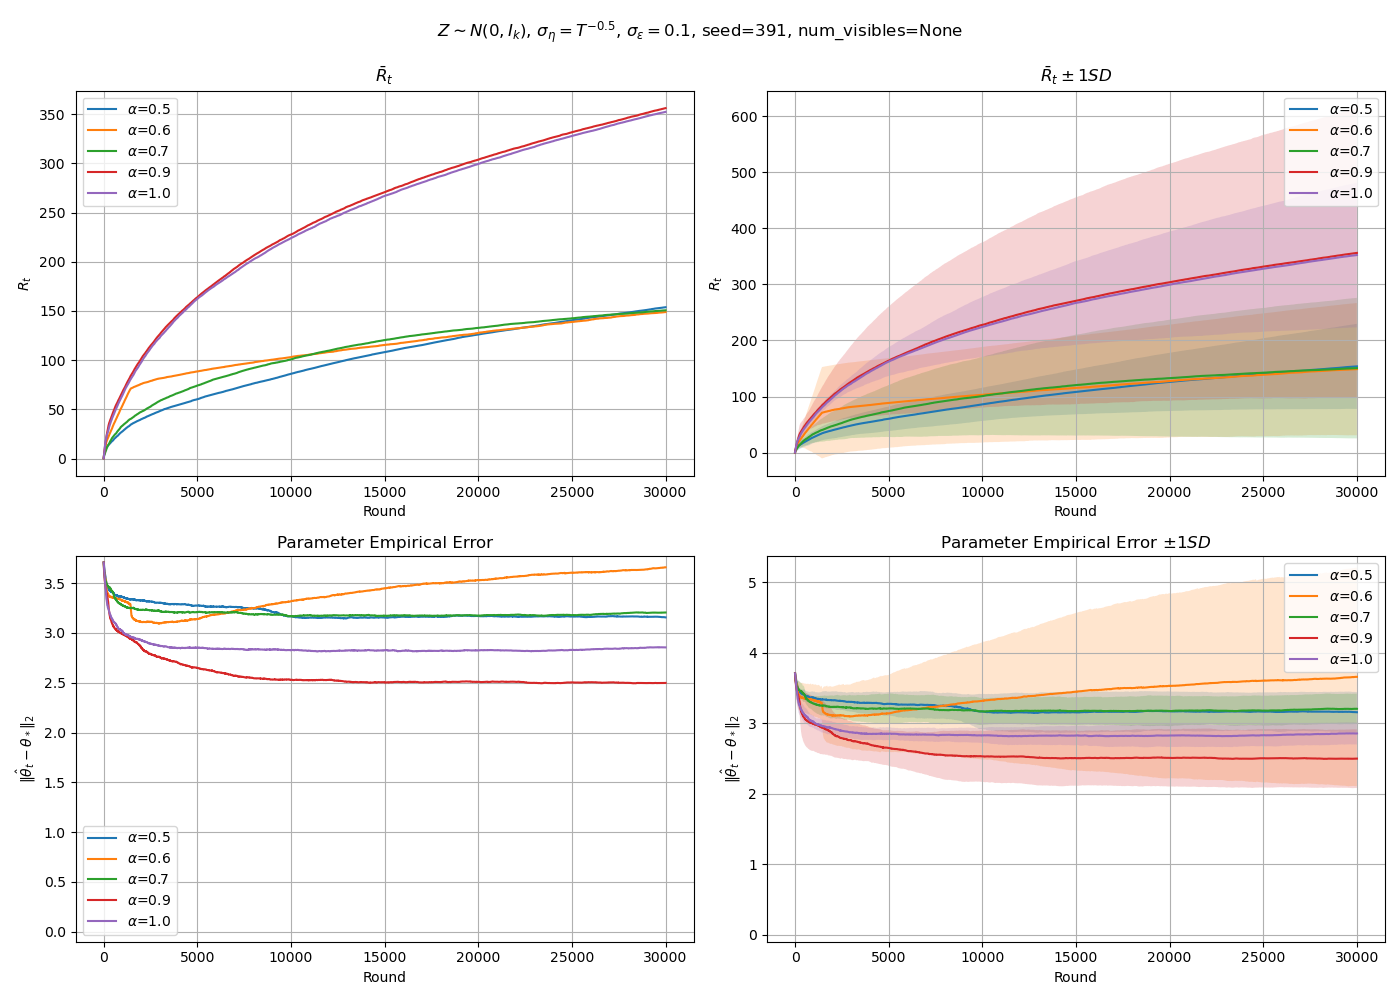 Z ∼ N(0, I_k), σ_η = T^{−0.5}, σ_ε = 0.1, seed=391, num_visibles=None
R̄_t
R_t
350
300
250
200
150
100
50
0
α=0.5
α=0.6
α=0.7
α=0.9
α=1.0
0 5000 10000 15000 20000 25000 30000
Round
R̄_t ± 1SD
R_t
600
500
400
300
200
100
0
α=0.5
α=0.6
α=0.7
α=0.9
α=1.0
0 5000 10000 15000 20000 25000 30000
Round
Parameter Empirical Error
‖θ̂_t − θ_*‖_2
3.5
3.0
2.5
2.0
1.5
1.0
0.5
0.0
α=0.5
α=0.6
α=0.7
α=0.9
α=1.0
0 5000 10000 15000 20000 25000 30000
Round
Parameter Empirical Error ±1SD
‖θ̂_t − θ_*‖_2
5
4
3
2
1
0
α=0.5
α=0.6
α=0.7
α=0.9
α=1.0
0 5000 10000 15000 20000 25000 30000
Round